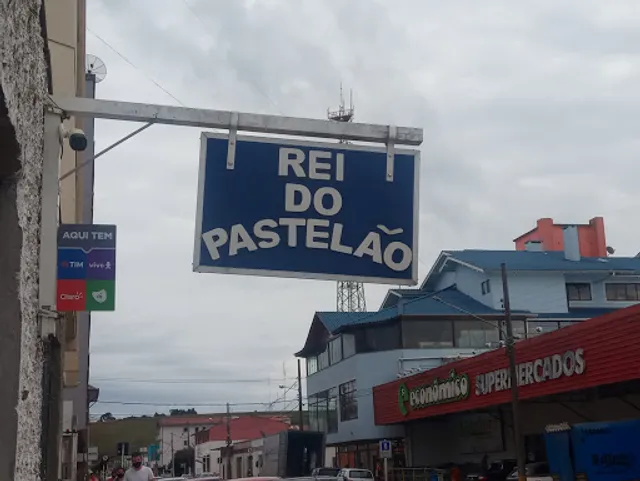 REI
DO
PASTELÃO
AQUI TEM
TIM
vivo
Claro
econômico SUPERMERCADOS